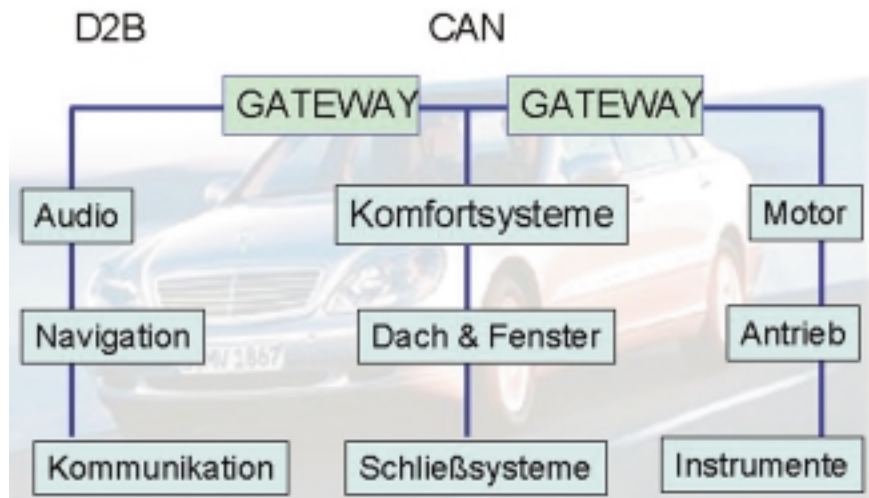 D2B CAN
GATEWAY GATEWAY
Audio Komfortsysteme Motor
Navigation Dach & Fenster Antrieb
Kommunikation Schließsysteme Instrumente